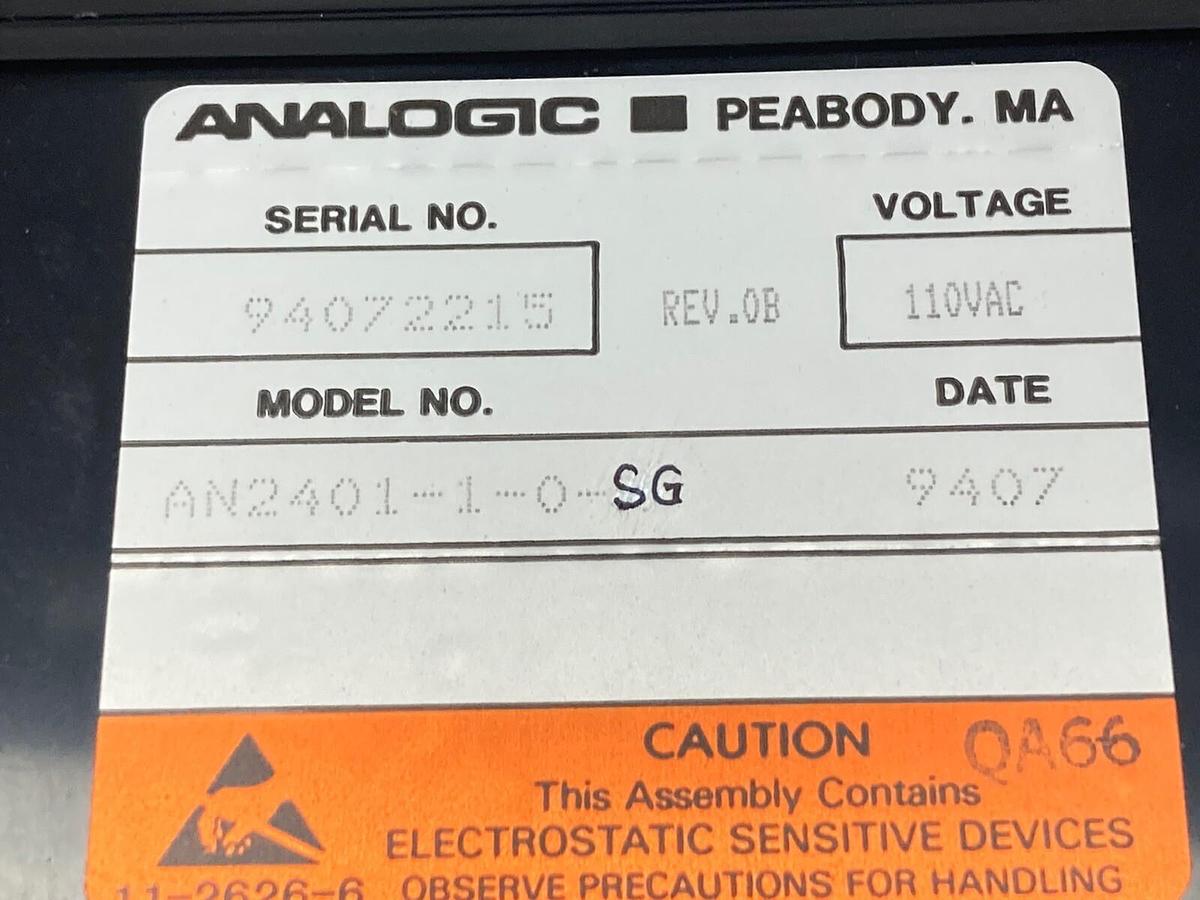 ANALOGIC ■ PEABODY. MA
SERIAL NO. VOLTAGE
94072215 REV.0B 110VAC
MODEL NO. DATE
AN2401-1-0-SG 9407
CAUTION QA66
This Assembly Contains
ELECTROSTATIC SENSITIVE DEVICES
11-2626-6 OBSERVE PRECAUTIONS FOR HANDLING